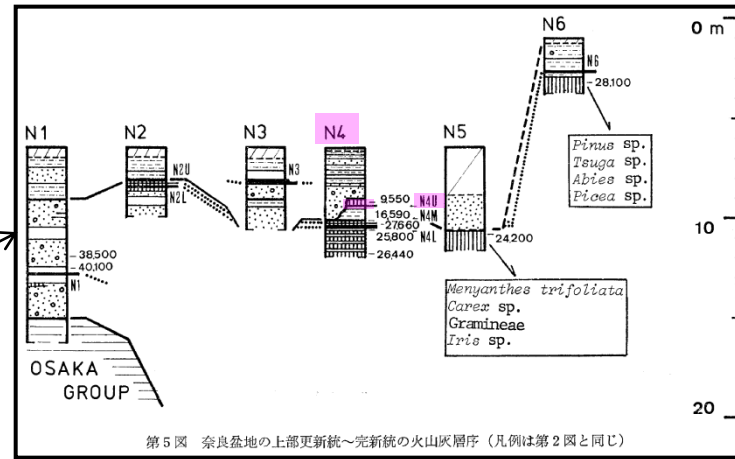 N1
N2
N3
N4
N5
N6
0 m
10
20
N2U
N2L
N3
N6
-28,100
Pinus sp.
Tsuga sp.
Abies sp.
Picea sp.
9,550
N4U
16,590
N4M
-27,660
25,800
N4L
-26,440
-24,200
-38,500
-40,100
N1
Menyanthes trifoliata
Carex sp.
Gramineae
Iris sp.
OSAKA
GROUP
第5図 奈良盆地の上部更新統~完新統の火山灰層序 (凡例は第2図と同じ)